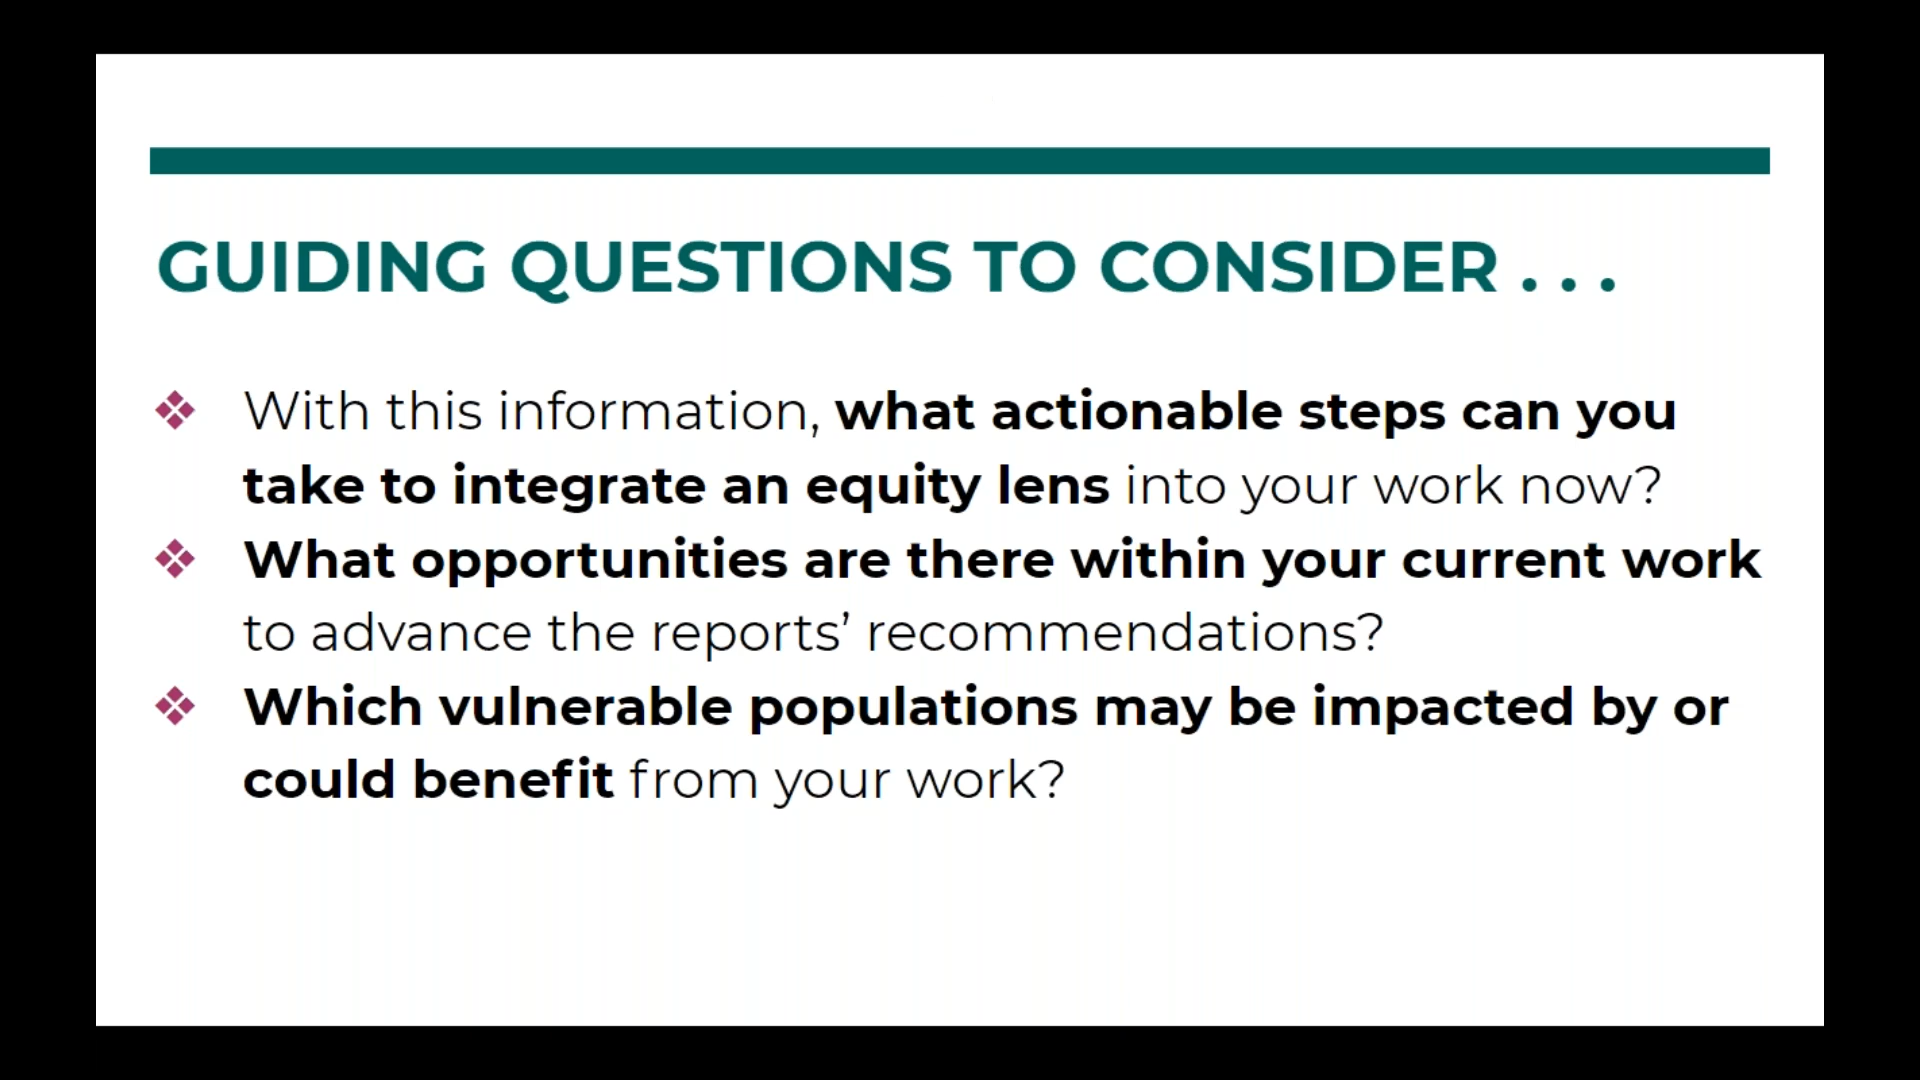 GUIDING QUESTIONS TO CONSIDER . . .
With this information, what actionable steps can you
take to integrate an equity lens into your work now?
What opportunities are there within your current work
to advance the reports’ recommendations?
Which vulnerable populations may be impacted by or
could benefit from your work?